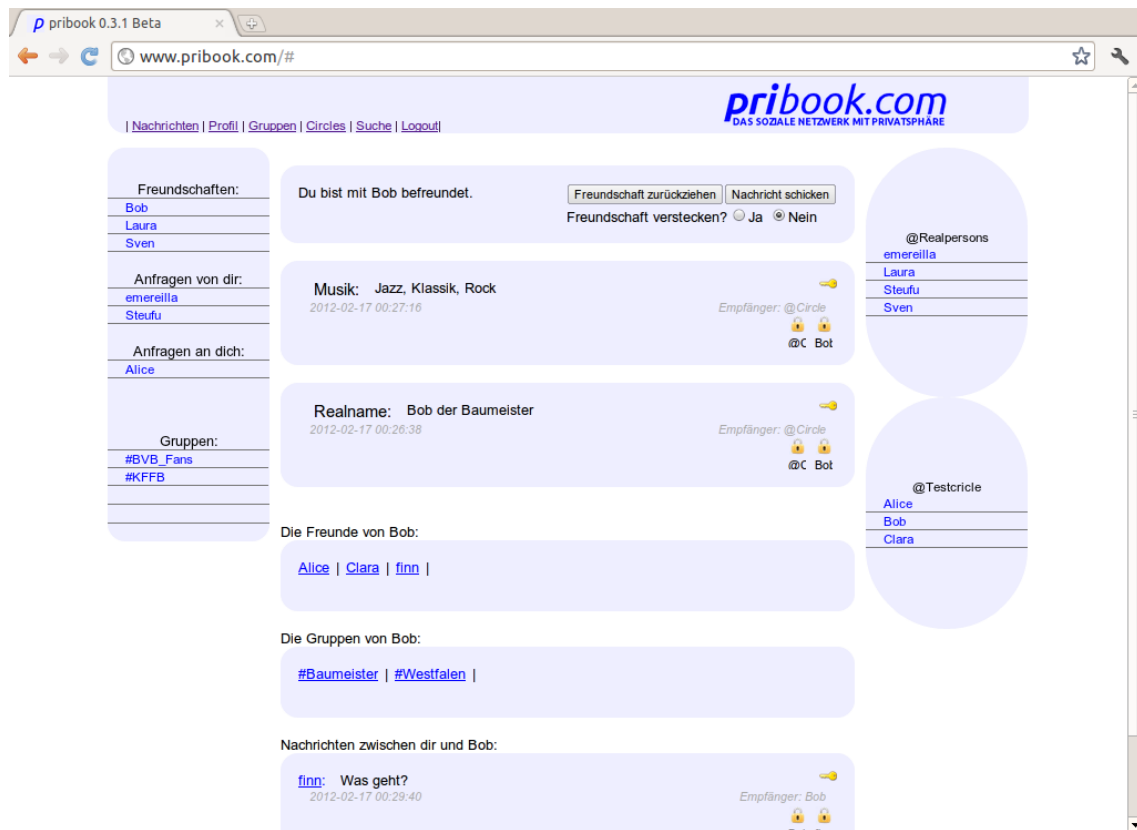 pribook 0.3.1 Beta
www.pribook.com/#
pribook.com
DAS SOZIALE NETZWERK MIT PRIVATSPHÄRE
| Nachrichten | Profil | Gruppen | Circles | Suche | Logout|
Freundschaften:
Bob
Laura
Sven
Anfragen von dir:
emereilla
Steufu
Anfragen an dich:
Alice
Gruppen:
#BVB_Fans
#KFFB
Du bist mit Bob befreundet.
Freundschaft zurückziehen
Nachricht schicken
Freundschaft verstecken? Ja Nein
Musik: Jazz, Klassik, Rock
2012-02-17 00:27:16
Empfänger: @Circle
@C Bob
Realname: Bob der Baumeister
2012-02-17 00:26:38
Empfänger: @Circle
@C Bob
Die Freunde von Bob:
Alice | Clara | finn |
Die Gruppen von Bob:
#Baumeister | #Westfalen |
Nachrichten zwischen dir und Bob:
finn: Was geht?
2012-02-17 00:29:40
Empfänger: Bob
@Realpersons
emereilla
Laura
Steufu
Sven
@Testcricle
Alice
Bob
Clara